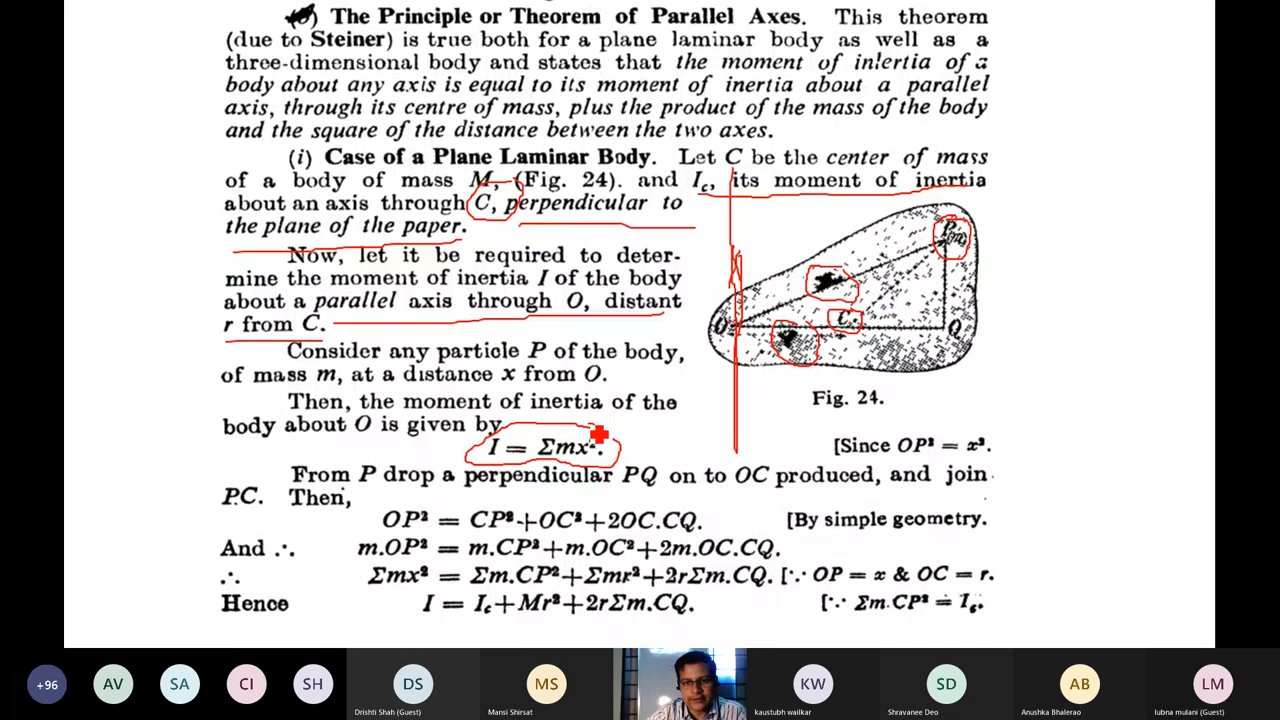 The Principle or Theorem of Parallel Axes. This theorem
(due to Steiner) is true both for a plane laminar body as well as a
three-dimensional body and states that the moment of inertia of a
body about any axis is equal to its moment of inertia about a parallel
axis, through its centre of mass, plus the product of the mass of the body
and the square of the distance between the two axes.
(i) Case of a Plane Laminar Body. Let C be the center of mass
of a body of mass M, (Fig. 24). and Ic, its moment of inertia
about an axis through C, perpendicular to
the plane of the paper.
Now, let it be required to deter-
mine the moment of inertia I of the body
about a parallel axis through O, distant
r from C.
Consider any particle P of the body,
of mass m, at a distance x from O.
Then, the moment of inertia of the
body about O is given by
P
(m)
O
C
Q
Fig. 24.
I = Σmx². [Since OP² = x².
From P drop a perpendicular PQ on to OC produced, and join
P.C. Then,
OP² = CP²+OC²+2OC.CQ. [By simple geometry.
And ∴ m.OP² = m.CP²+m.OC²+2m.OC.CQ.
∴ Σmx² = Σm.CP²+Σmr²+2rΣm.CQ. [∵ OP = x & OC = r.
Hence I = Ic+Mr²+2rΣm.CQ. [∵ Σm.CP² = Ic.
+96
AV
SA
CI
SH
DS
Drishti Shah (Guest)
MS
Mansi Shirsat
KW
kaustubh wailkar
SD
Shravanee Deo
AB
Anushka Bhalerao
LM
lubna mulani (Guest)